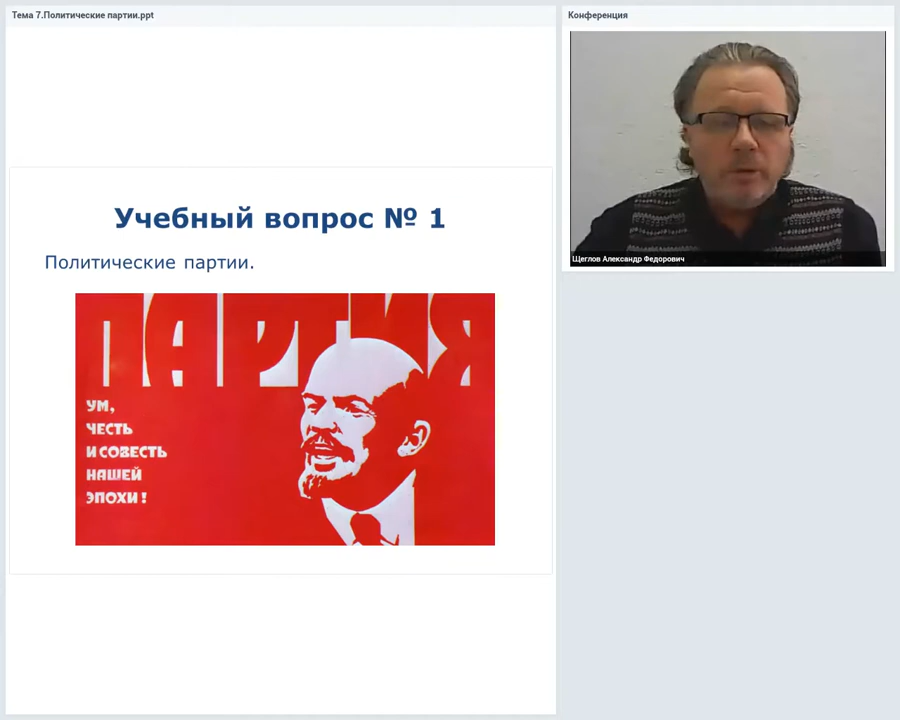 Тема 7.Политические партии.ppt
Конференция
Щеглов Александр Федорович
Учебный вопрос № 1
Политические партии.
ПАРТИЯ
УМ,
ЧЕСТЬ
И СОВЕСТЬ
НАШЕЙ
ЭПОХИ!